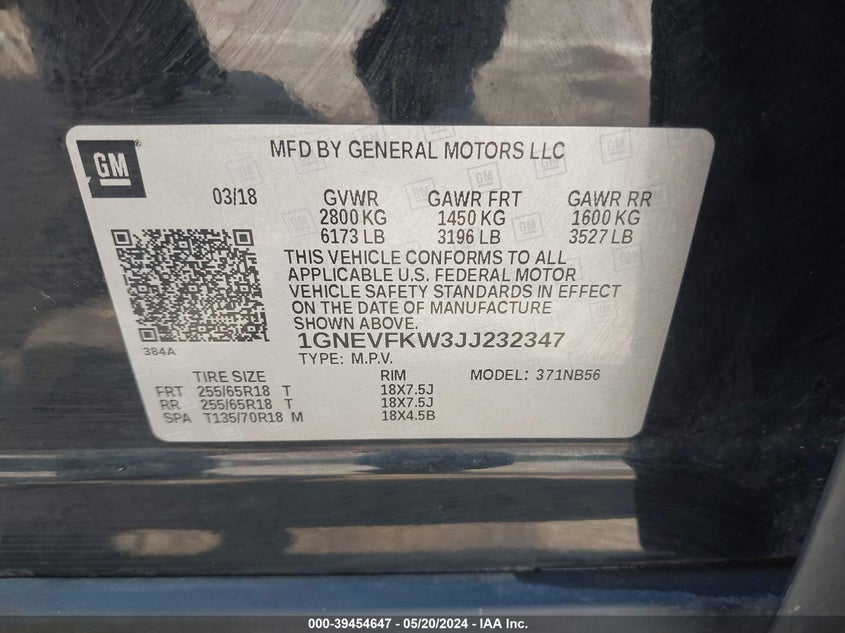 GM
MFD BY GENERAL MOTORS LLC
03/18 GVWR GAWR FRT GAWR RR
2800 KG 1450 KG 1600 KG
6173 LB 3196 LB 3527 LB
THIS VEHICLE CONFORMS TO ALL
APPLICABLE U.S. FEDERAL MOTOR
VEHICLE SAFETY STANDARDS IN EFFECT
ON THE DATE OF MANUFACTURE
SHOWN ABOVE.
384A
1GNEVFKW3JJ232347
TYPE: M.P.V.
TIRE SIZE RIM MODEL: 371NB56
FRT 255/65R18 T 18X7.5J
RR 255/65R18 T 18X7.5J
SPA T135/70R18 M 18X4.5B
000-39454647 - 05/20/2024 - IAA Inc.